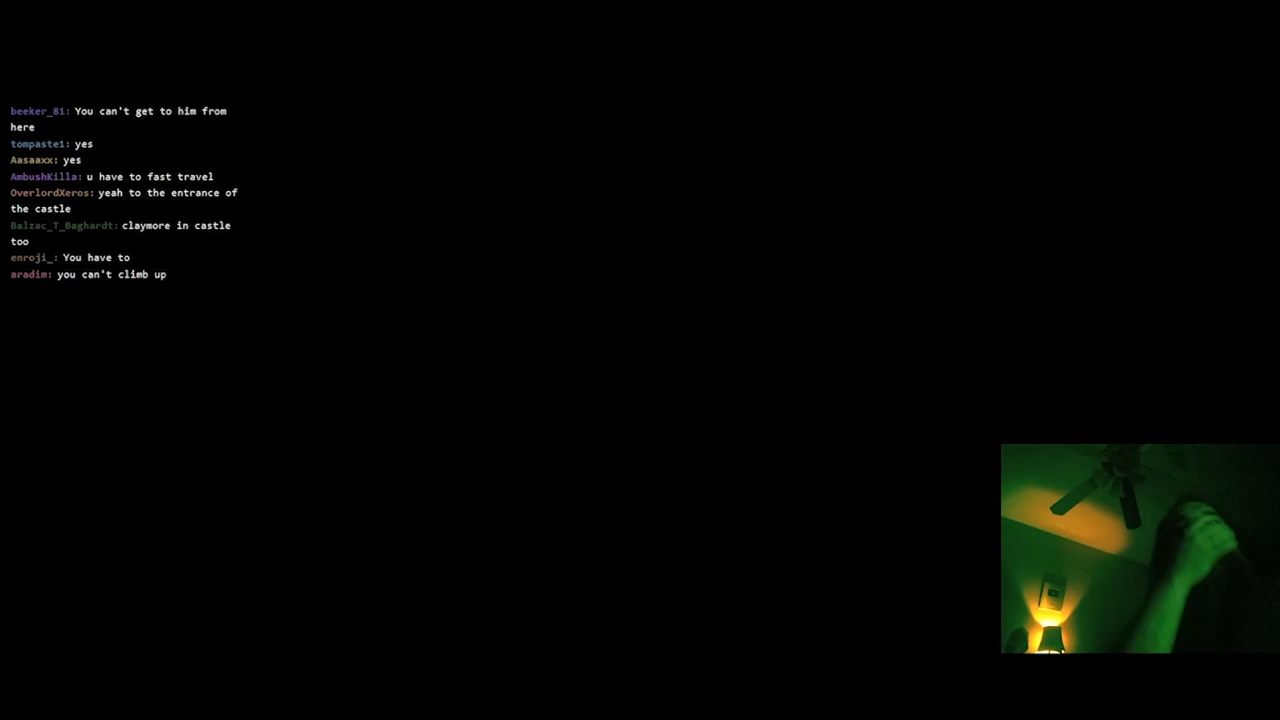 beeker_81: You can't get to him from
here
tompaste1: yes
Aasaaxx: yes
AmbushKilla: u have to fast travel
OverlordXeros: yeah to the entrance of
the castle
Balzac_T_Baghardt: claymore in castle
too
enroji_: You have to
aradim: you can't climb up